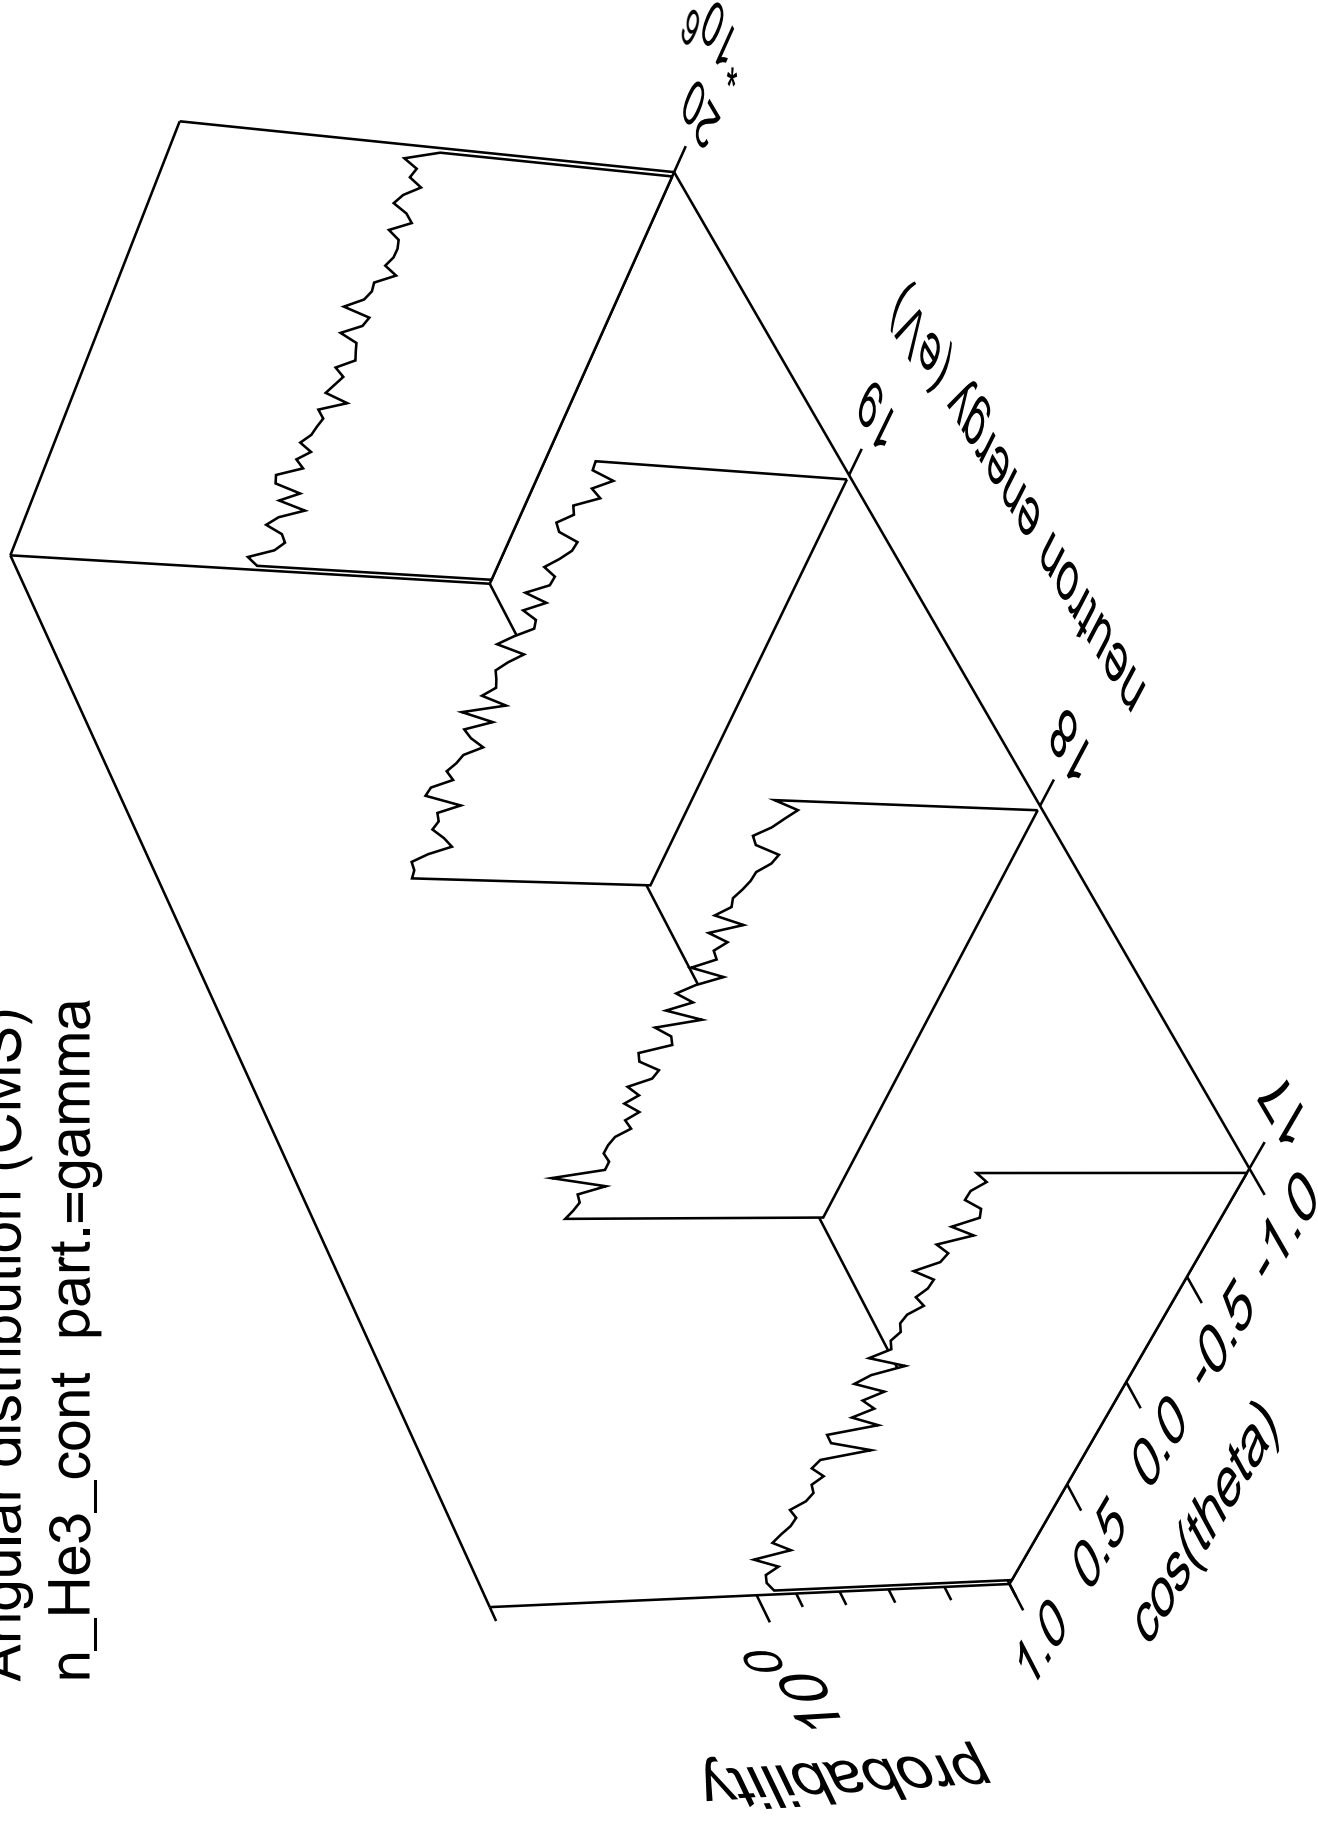 Angular distribution (CMS)
n_He3_cont part.=gamma
probability
10^0
cos(theta)
1.0 0.5 0.0 -0.5 -1.0
neutron energy (eV)
17 18 19 20 * 10^6